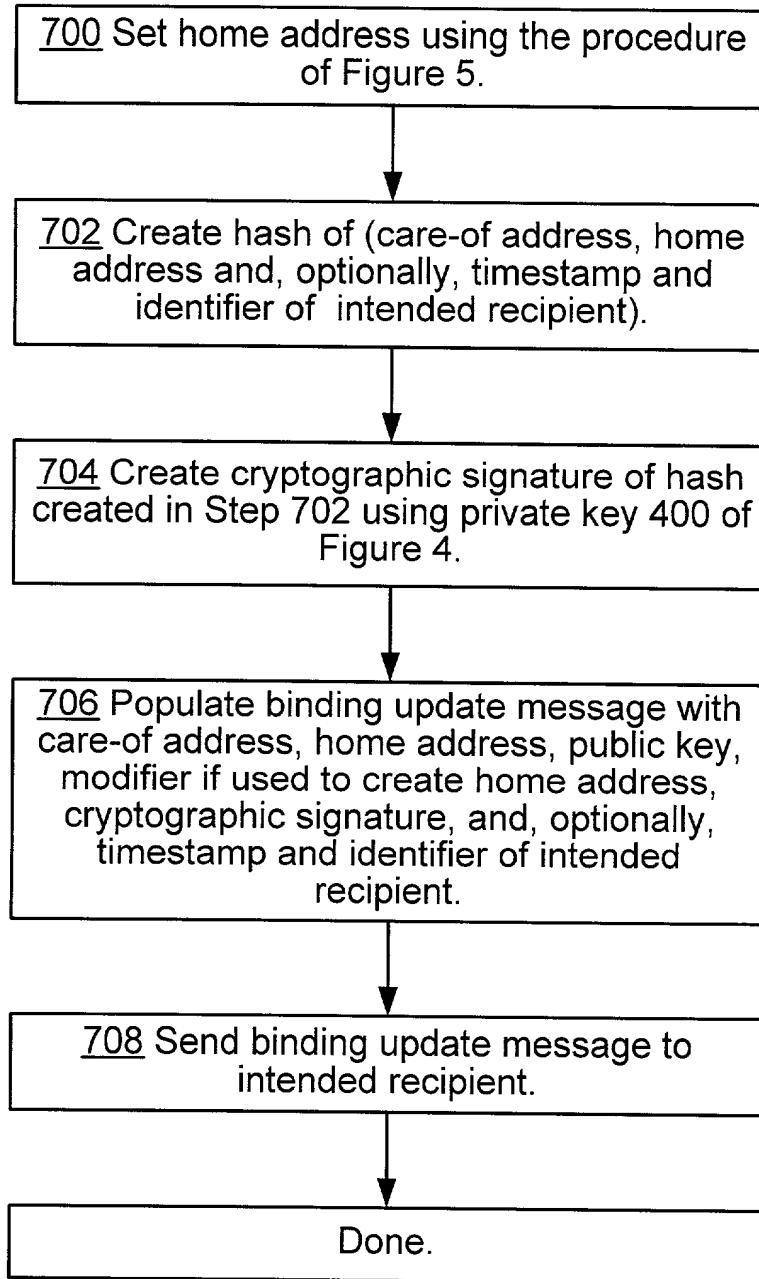 700 Set home address using the procedure
of Figure 5.
702 Create hash of (care-of address, home
address and, optionally, timestamp and
identifier of intended recipient).
704 Create cryptographic signature of hash
created in Step 702 using private key 400 of
Figure 4.
706 Populate binding update message with
care-of address, home address, public key,
modifier if used to create home address,
cryptographic signature, and, optionally,
timestamp and identifier of intended
recipient.
708 Send binding update message to
intended recipient.
Done.